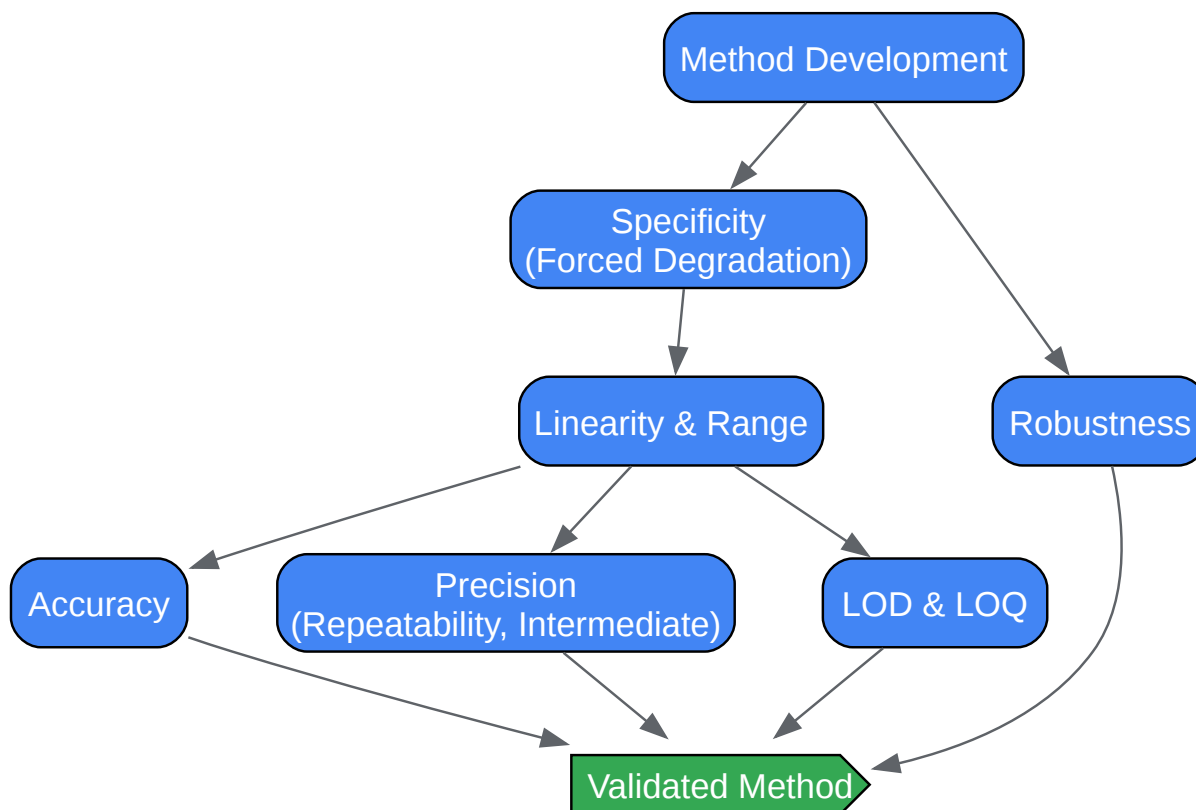 Method Development
Specificity
(Forced Degradation)
Linearity & Range
Robustness
Accuracy
Precision
(Repeatability, Intermediate)
LOD & LOQ
Validated Method